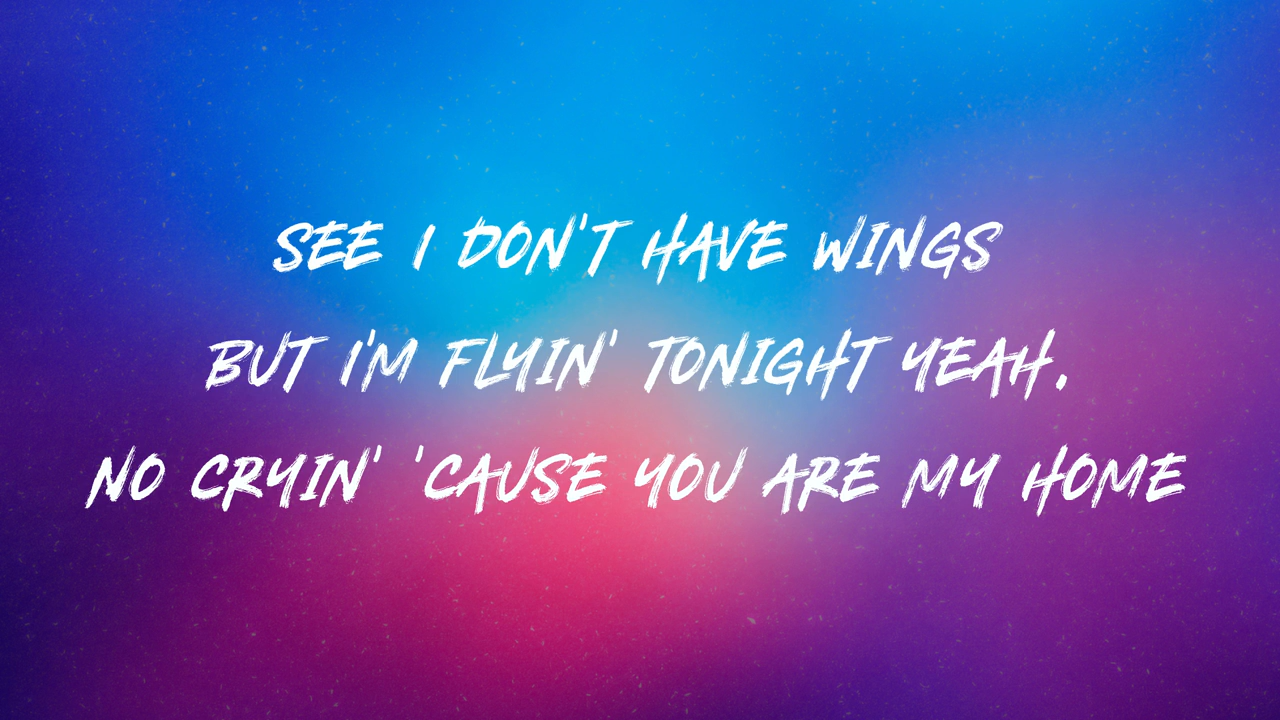 SEE I DON'T HAVE WINGS
BUT I'M FLYIN' TONIGHT YEAH.
NO CRYIN' 'CAUSE YOU ARE MY HOME